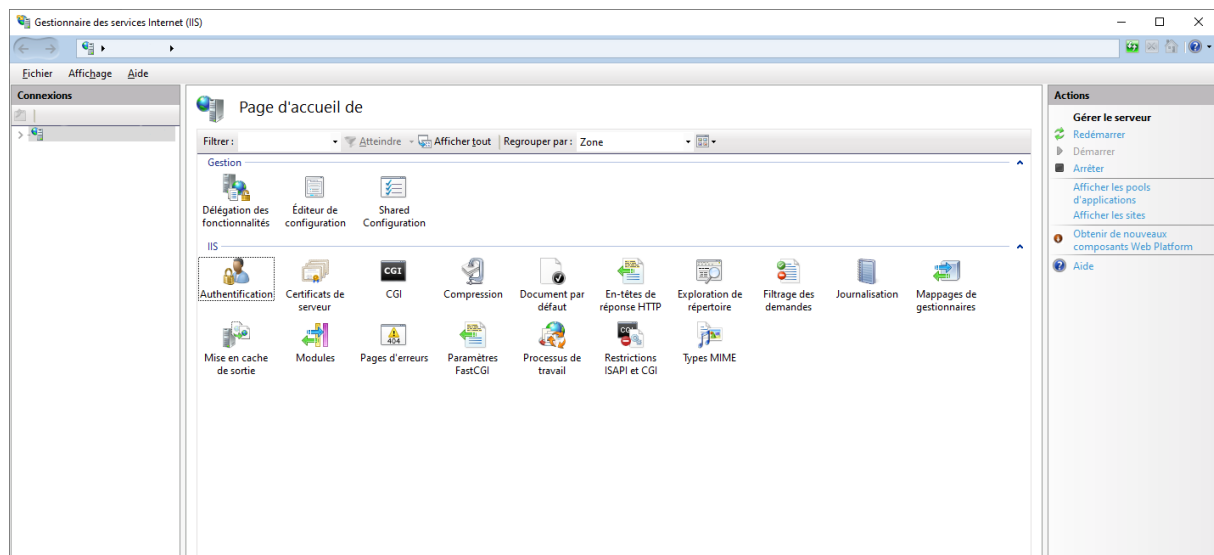 Gestionnaire des services Internet (IIS)
Fichier Affichage Aide
Connexions
Page d'accueil de
Filtrer : Atteindre Afficher tout Regrouper par : Zone
Gestion
Délégation des fonctionnalités
Éditeur de configuration
Shared Configuration
IIS
Authentification
Certificats de serveur
CGI
CGI
Compression
Document par défaut
En-têtes de réponse HTTP
Exploration de répertoire
Filtrage des demandes
Journalisation
Mappages de gestionnaires
Mise en cache de sortie
Modules
404
Pages d'erreurs
Paramètres FastCGI
Processus de travail
Restrictions ISAPI et CGI
Types MIME
Actions
Gérer le serveur
Redémarrer
Démarrer
Arrêter
Afficher les pools
d'applications
Afficher les sites
Obtenir de nouveaux
composants Web Platform
Aide